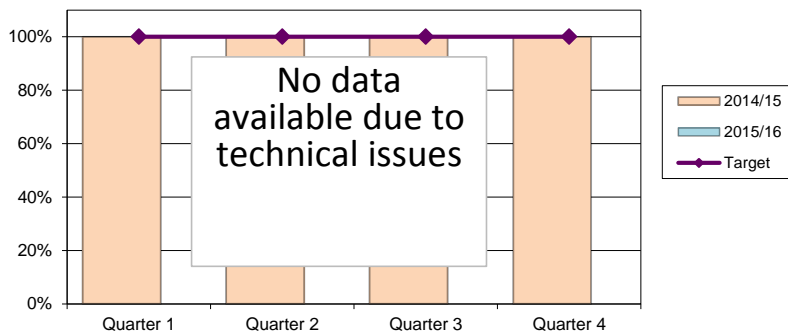 100%
80%
60%
40%
20%
0%
No data
available due to
technical issues
Quarter 1
Quarter 2
Quarter 3
Quarter 4
2014/15
2015/16
Target